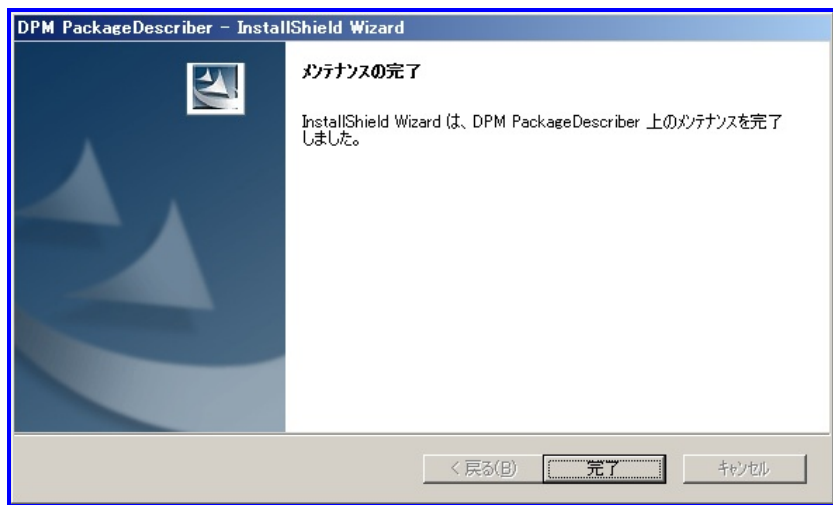 DPM PackageDescriber - InstallShield Wizard
メンテナンスの完了
InstallShield Wizard は、DPM PackageDescriber 上のメンテナンスを完了
しました。
< 戻る(B)
完了
キャンセル